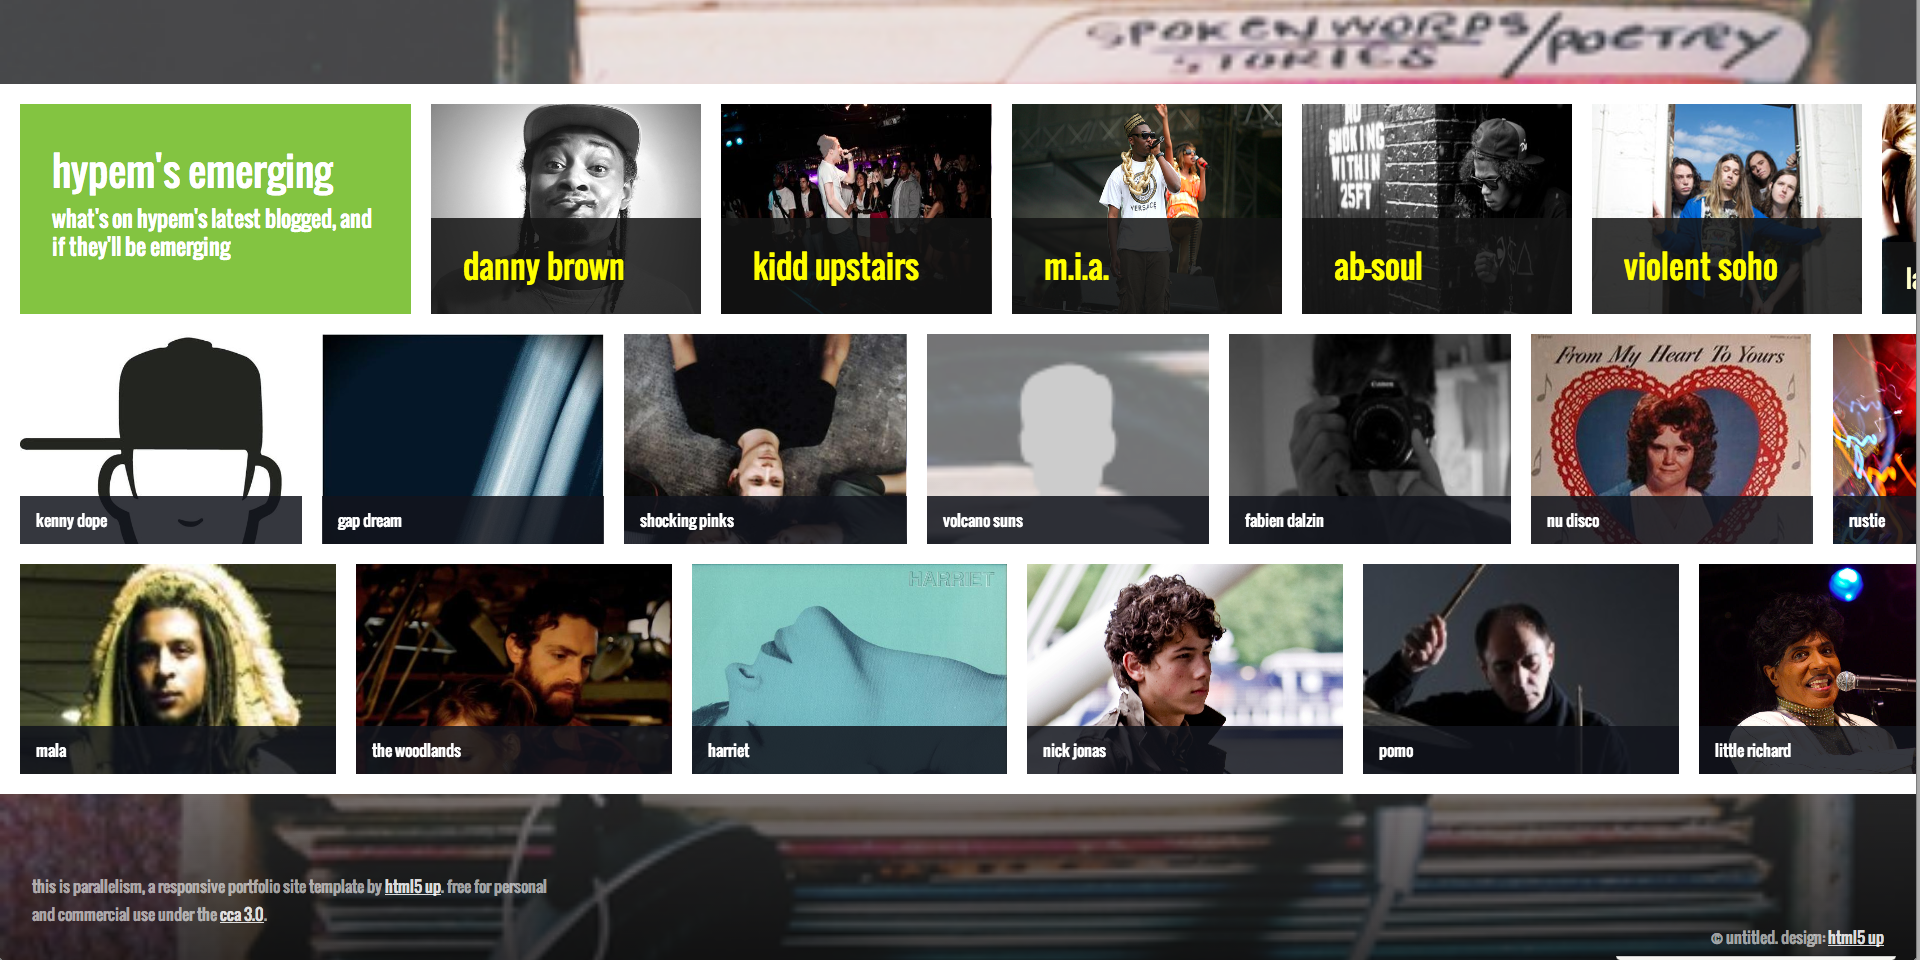 SPOKEN WORDS/POETRY
STORIES
hypem's emerging
what's on hypem's latest blogged, and
if they'll be emerging
danny brown
kidd upstairs
m.i.a.
ab-soul
violent soho
NO
SMOKING
WITHIN
25FT
VERSACE
kenny dope
gap dream
shocking pinks
volcano suns
fabien dalzin
nu disco
rustie
Canon
From My Heart To Yours
mala
the woodlands
harriet
nick jonas
pomo
little richard
HARRIET
this is parallelism, a responsive portfolio site template by html5 up. free for personal
and commercial use under the cca 3.0.
© untitled. design: html5 up